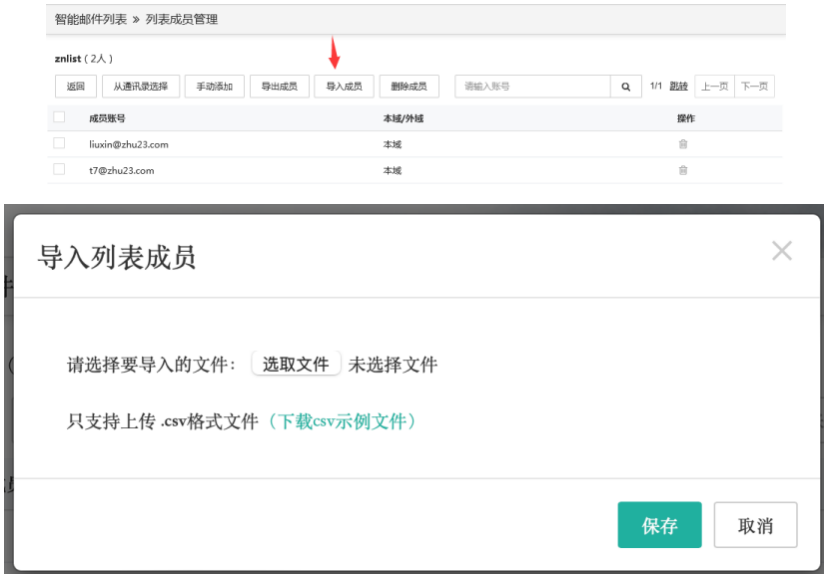 智能邮件列表 » 列表成员管理
znlist ( 2人 )
返回 从通讯录选择 手动添加 导出成员 导入成员 删除成员 请输入账号 1/1 跳转 上一页 下一页
成员账号 本域/外域 操作
liuxin@zhu23.com 本域
t7@zhu23.com 本域
导入列表成员
请选择要导入的文件： 选取文件 未选择文件
只支持上传 .csv格式文件（下载csv示例文件）
保存 取消